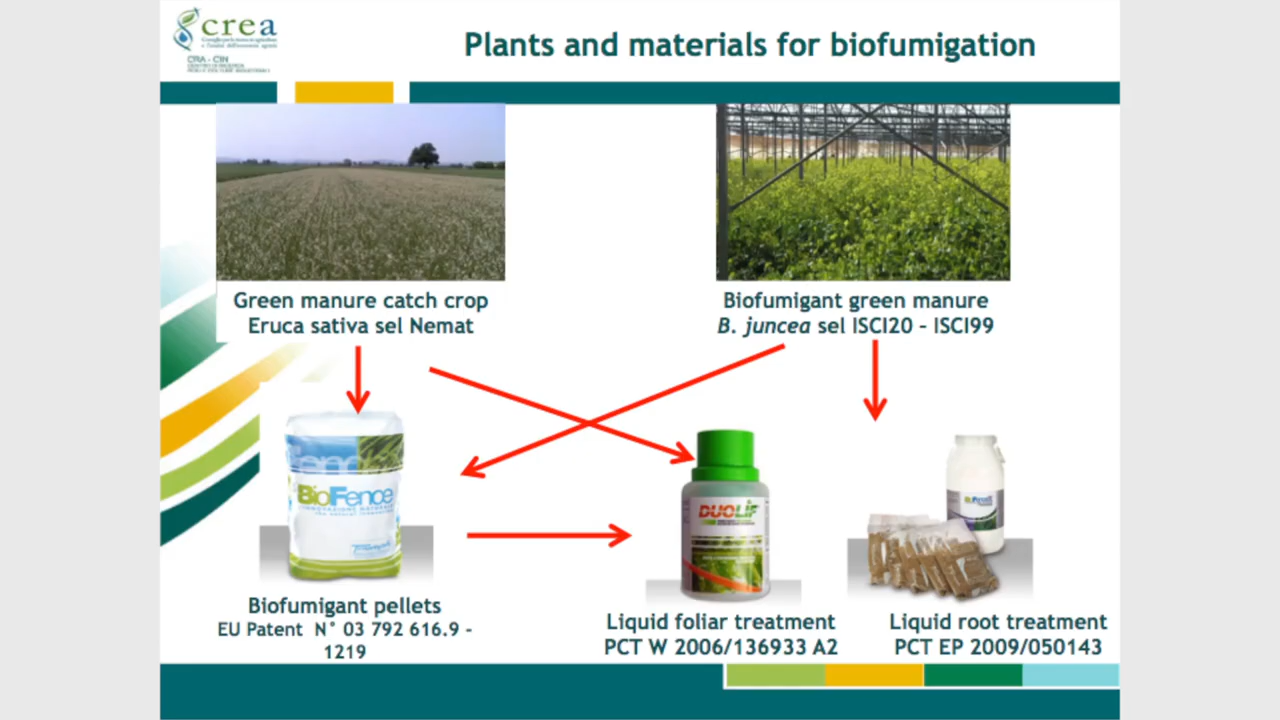 crea
CRA - CIN
Plants and materials for biofumigation
Green manure catch crop
Eruca sativa sel Nemat
Biofumigant green manure
B. juncea sel ISCI20 – ISCI99
BioFence
DUOLIF
Biofumigant pellets
EU Patent N° 03 792 616.9 -
1219
Liquid foliar treatment
PCT W 2006/136933 A2
Liquid root treatment
PCT EP 2009/050143